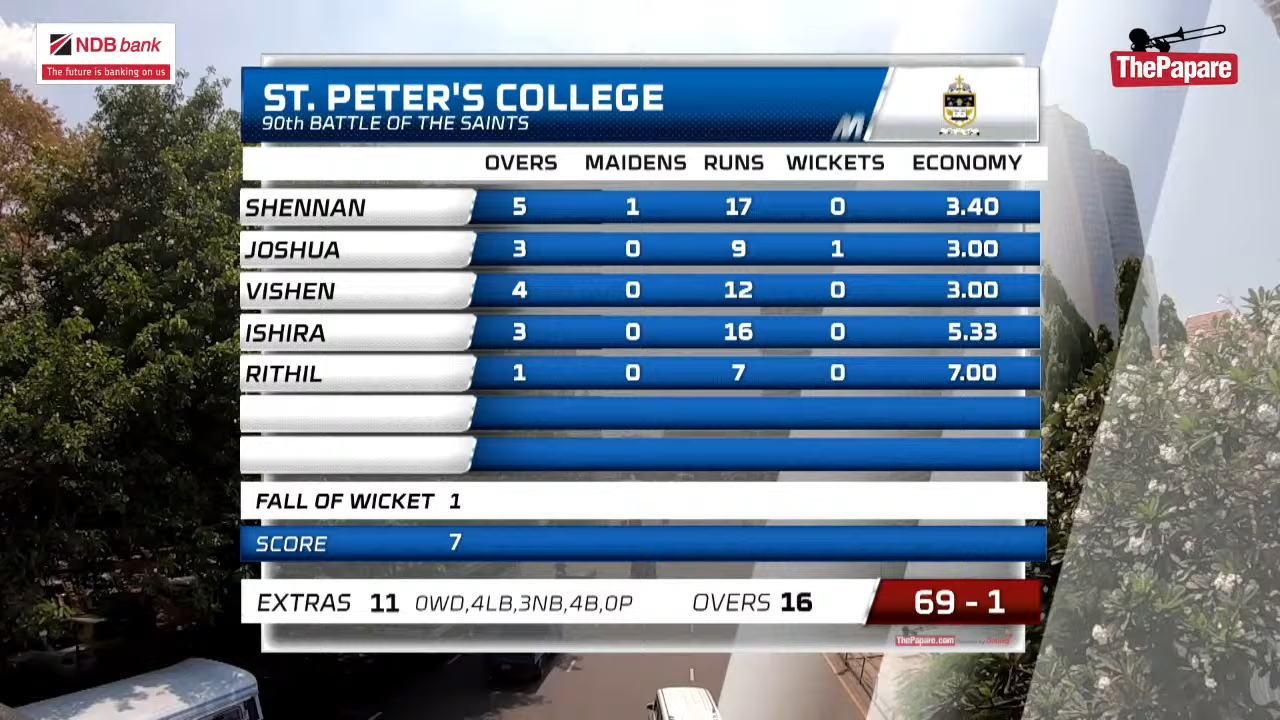 NDB bank
The future is banking on us
ThePapare
ST. PETER'S COLLEGE
90th BATTLE OF THE SAINTS
OVERS MAIDENS RUNS WICKETS ECONOMY
SHENNAN 5 1 17 0 3.40
JOSHUA 3 0 9 1 3.00
VISHEN 4 0 12 0 3.00
ISHIRA 3 0 16 0 5.33
RITHIL 1 0 7 0 7.00
FALL OF WICKET 1
SCORE 7
EXTRAS 11 0WD,4LB,3NB,4B,0P OVERS 16 69 - 1
ThePapare.com